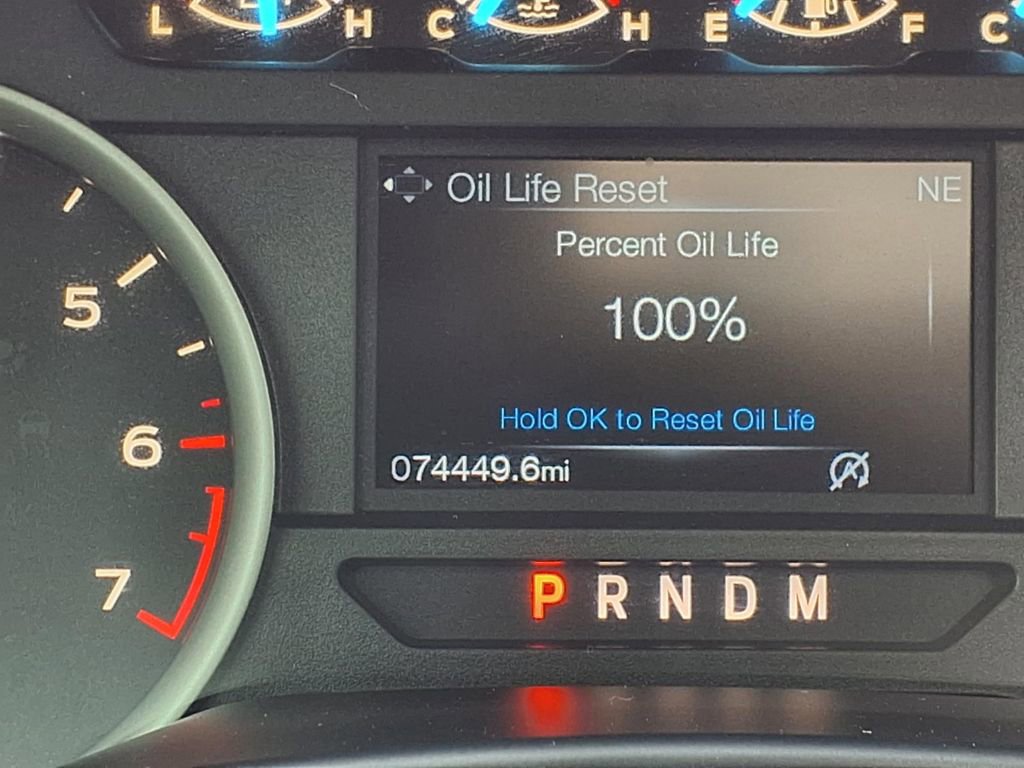 L H C H E F C
Oil Life Reset NE
Percent Oil Life
100%
5
Hold OK to Reset Oil Life
6
074449.6mi
7
P R N D M